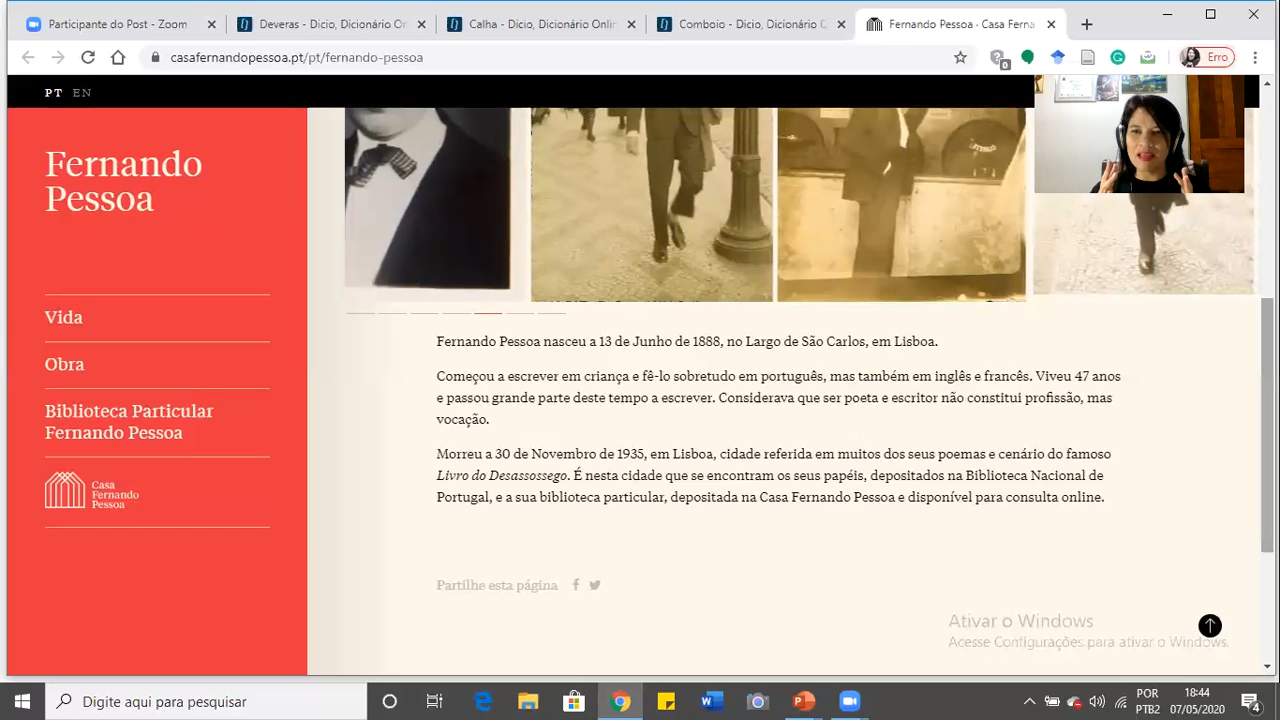 Participante do Post - Zoom
Deveras - Dicio, Dicionário On
Calha - Dicio, Dicionário Onlin
Comboio - Dicio, Dicionário O
Fernando Pessoa - Casa Ferna
casafernandopessoa.pt/pt/fernando-pessoa
0
Erro
PT EN
Fernando
Pessoa
Vida
Obra
Biblioteca Particular
Fernando Pessoa
Casa
Fernando
Pessoa
Fernando Pessoa nasceu a 13 de Junho de 1888, no Largo de São Carlos, em Lisboa.
Começou a escrever em criança e fê-lo sobretudo em português, mas também em inglês e francês. Viveu 47 anos
e passou grande parte deste tempo a escrever. Considerava que ser poeta e escritor não constitui profissão, mas
vocação.
Morreu a 30 de Novembro de 1935, em Lisboa, cidade referida em muitos dos seus poemas e cenário do famoso
Livro do Desassossego. É nesta cidade que se encontram os seus papéis, depositados na Biblioteca Nacional de
Portugal, e a sua biblioteca particular, depositada na Casa Fernando Pessoa e disponível para consulta online.
Partilhe esta página
Ativar o Windows
Acesse Configurações para ativar o Windows.
Digite aqui para pesquisar
POR
PTB2
18:44
07/05/2020
4